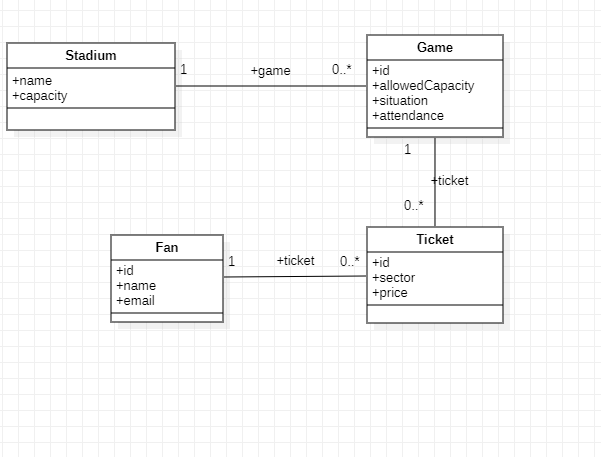 Stadium
+name
+capacity
1
+game
0..*
Game
+id
+allowedCapacity
+situation
+attendance
1
+ticket
0..*
Fan
+id
+name
+email
1
+ticket
0..*
Ticket
+id
+sector
+price